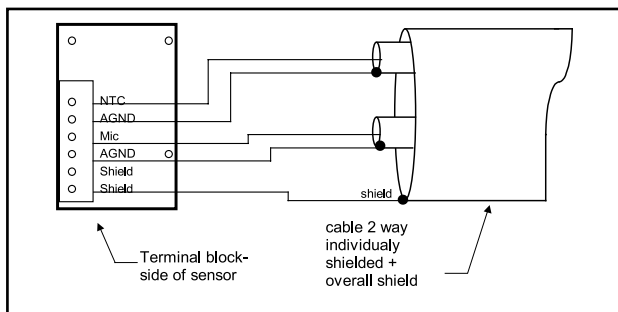 NTC
AGND
Mic
AGND
Shield
Shield
shield
Terminal block-
side of sensor
cable 2 way
individualy
shielded +
overall shield